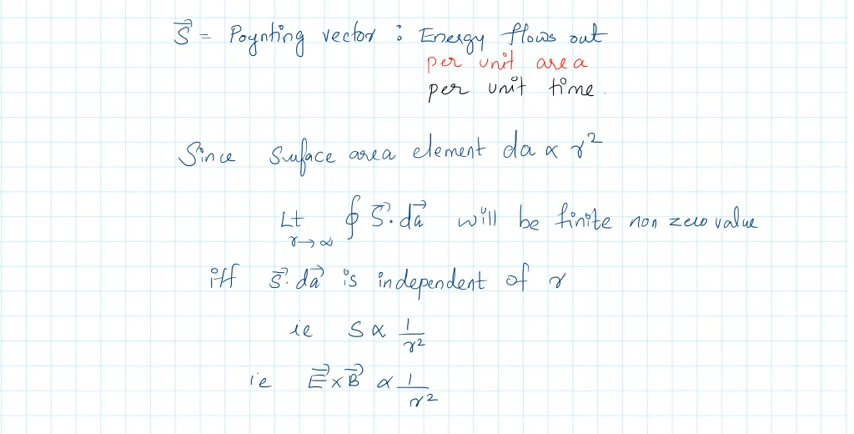 S⃗ = Poynting vector : Energy flows out
per unit area
per unit time.
Since suface area element da ∝ r²
Lt r→∞ ∮ S⃗. da⃗ will be finite non zero value
iff S⃗. da⃗ is independent of r
ie S ∝ 1/r²
ie E⃗ × B⃗ ∝ 1/r²